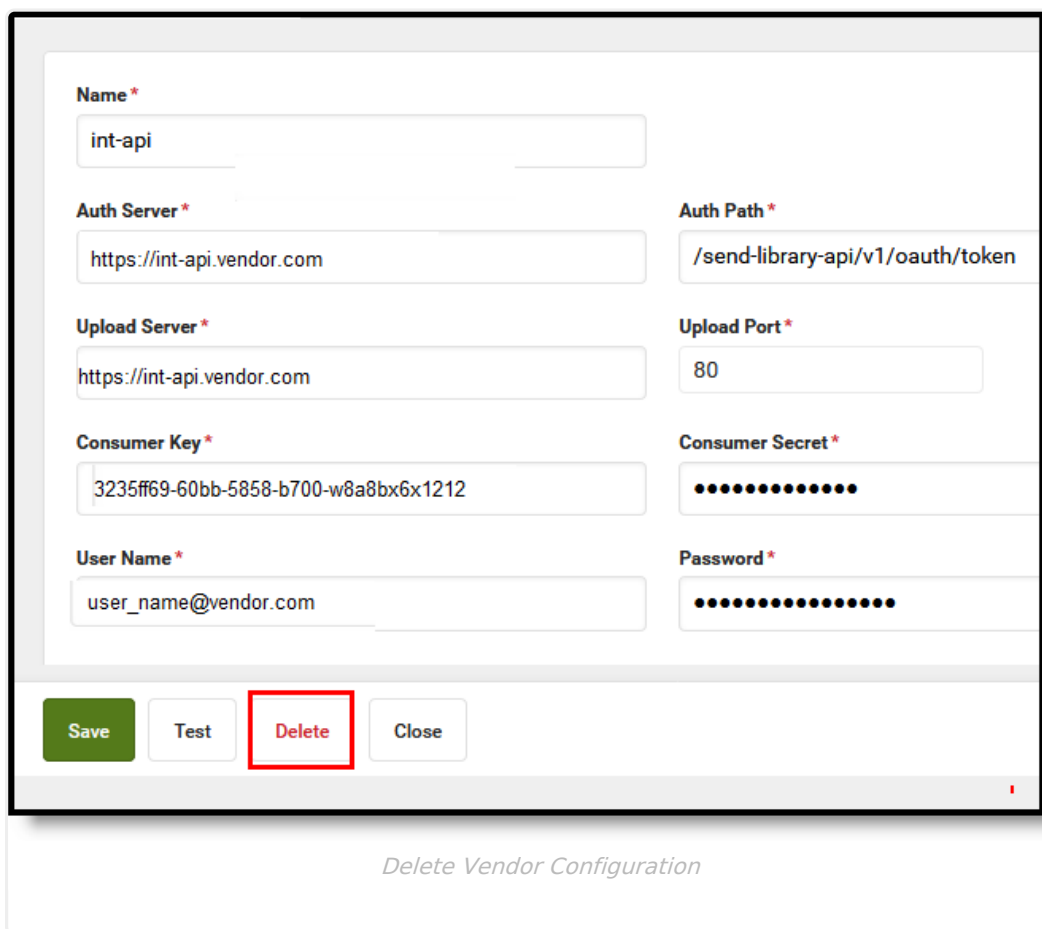 Name *
int-api
Auth Server * Auth Path *
https://int-api.vendor.com /send-library-api/v1/oauth/token
Upload Server * Upload Port *
https://int-api.vendor.com 80
Consumer Key * Consumer Secret *
3235ff69-60bb-5858-b700-w8a8bx6x1212 •••••••••••••
User Name * Password *
user_name@vendor.com ••••••••••••••••
Save Test Delete Close
Delete Vendor Configuration